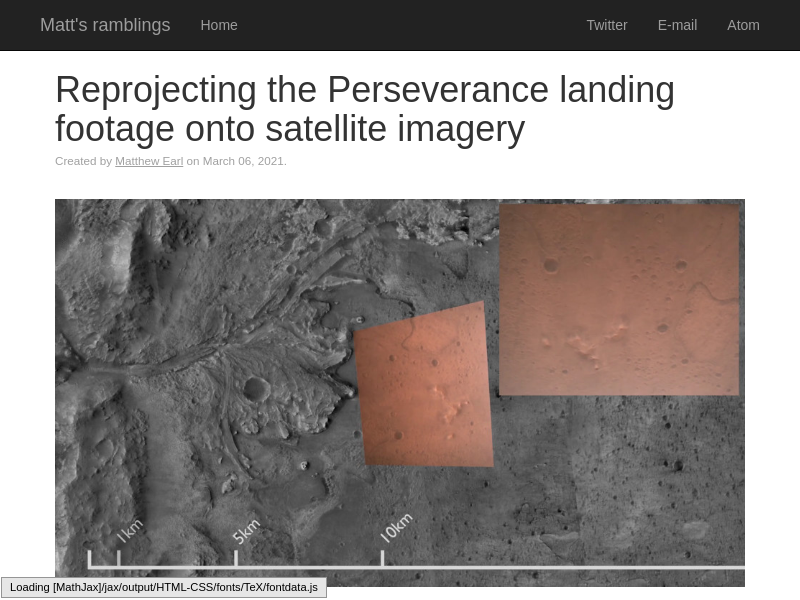 Matt's ramblings Home Twitter E-mail Atom
Reprojecting the Perseverance landing
footage onto satellite imagery
Created by Matthew Earl on March 06, 2021.
1km 5km 10km
Loading [MathJax]/jax/output/HTML-CSS/fonts/TeX/fontdata.js